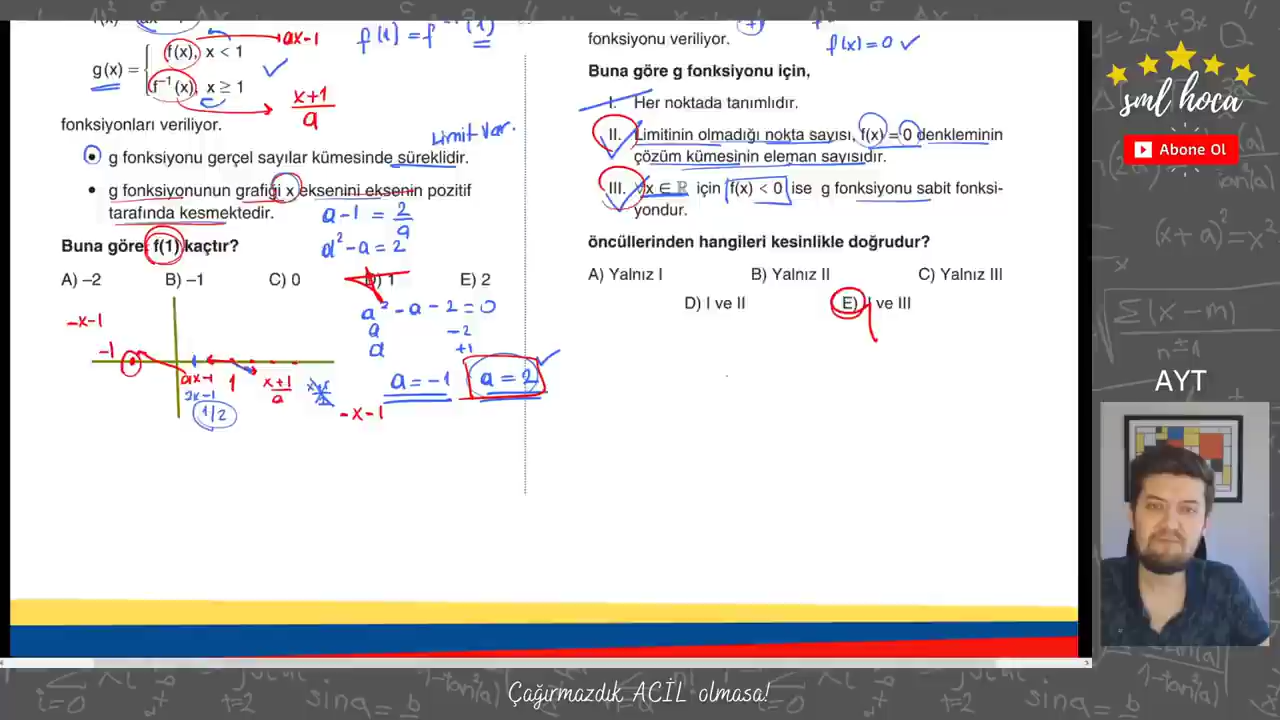 f(1) = f⁻¹(1)
ax-1
g(x) = { f(x), x < 1
f⁻¹(x), x ≥ 1
x+1
a
fonksiyonları veriliyor.
Limit var.
• g fonksiyonu gerçel sayılar kümesinde süreklidir.
• g fonksiyonunun grafiği x eksenini eksenin pozitif
tarafında kesmektedir.
a-1 = 2/a
a²-a = 2
Buna göre f(1) kaçtır?
A) –2 B) –1 C) 0 D) 1 E) 2
a²-a-2=0
a -2
a +1
a = -1 a = 2
-x-1
-1
ax-1 1 x+1/a
2x-1
1/2
-x-1
fonksiyonu veriliyor.
f(x)=0 ✓
Buna göre g fonksiyonu için,
I. Her noktada tanımlıdır.
II. Limitinin olmadığı nokta sayısı, f(x) = 0 denkleminin
çözüm kümesinin eleman sayısıdır.
III. ∀x ∈ ℝ için f(x) < 0 ise g fonksiyonu sabit fonksi-
yondur.
öncüllerinden hangileri kesinlikle doğrudur?
A) Yalnız I B) Yalnız II C) Yalnız III
D) I ve II E) II ve III
sml hoca
Abone Ol
AYT
Çağırmazdık ACİL olmasa!